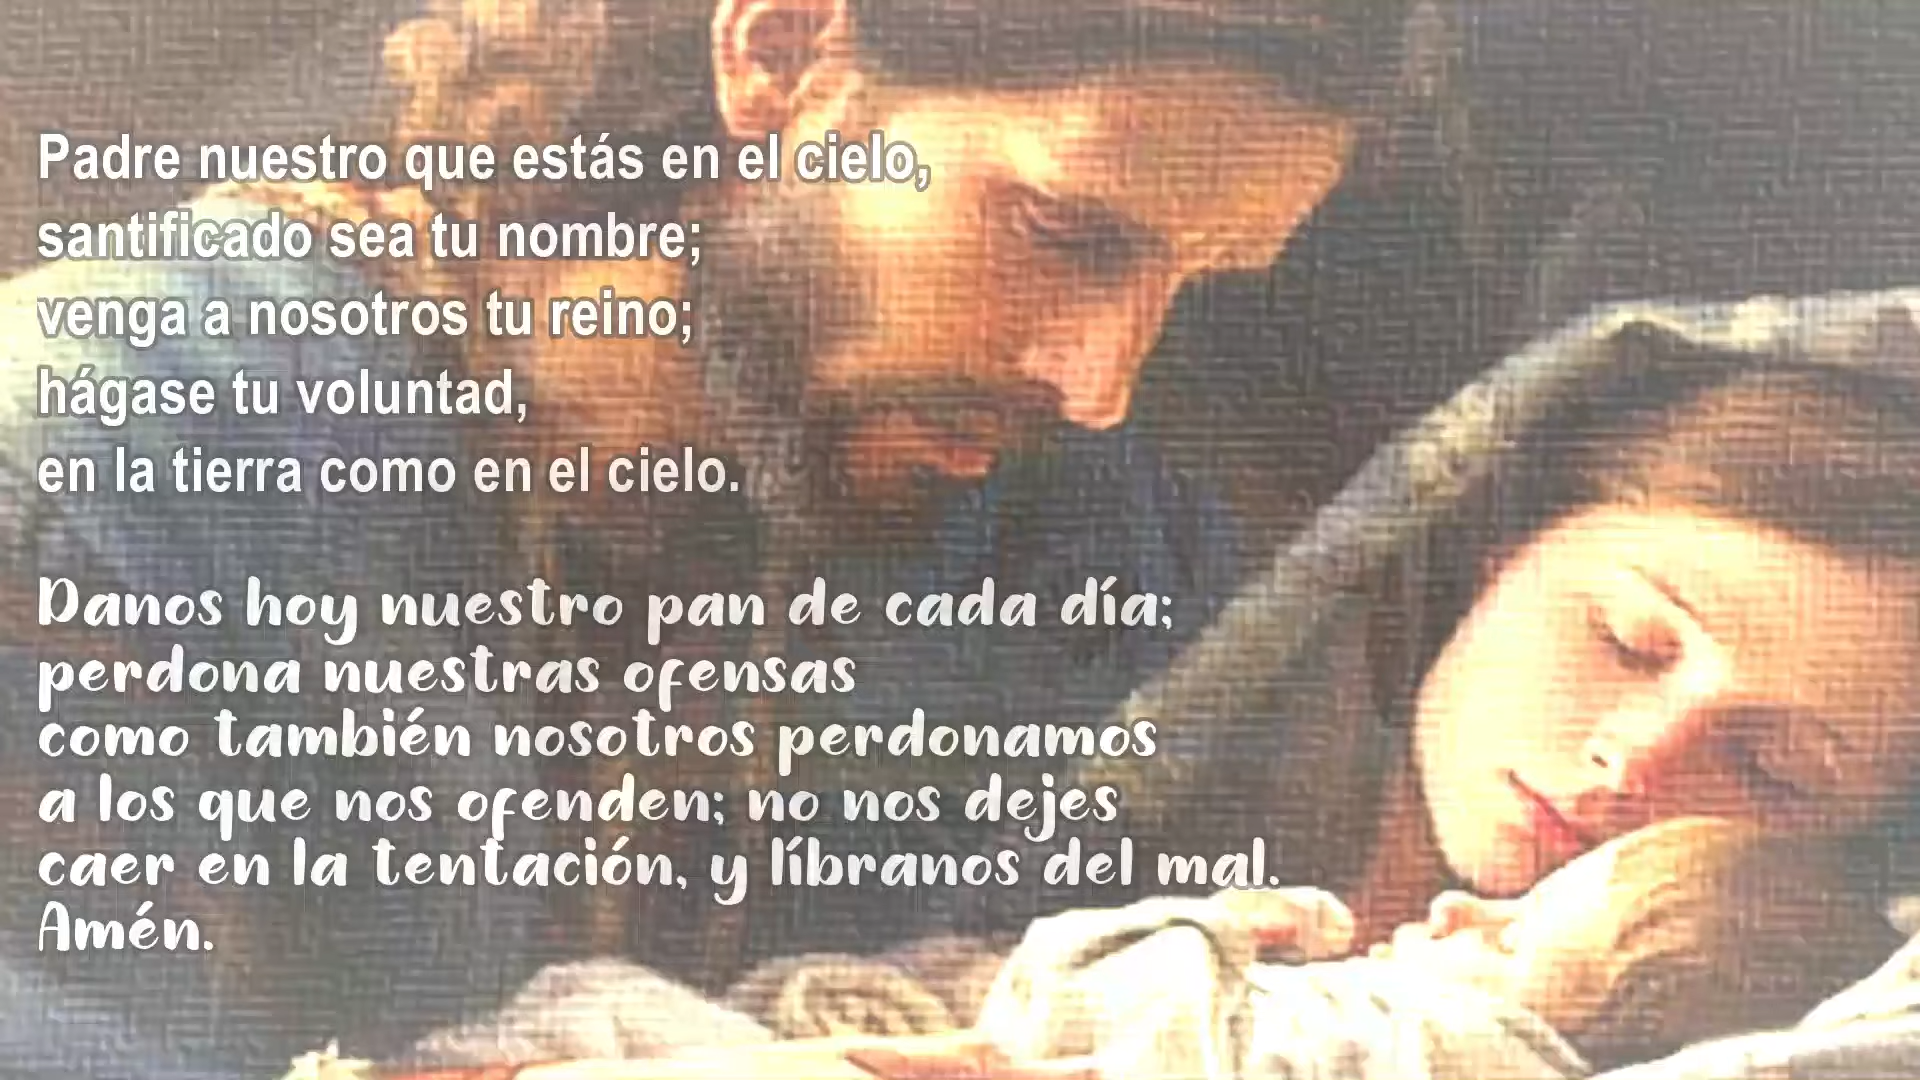 Padre nuestro que estás en el cielo,
santificado sea tu nombre;
venga a nosotros tu reino;
hágase tu voluntad,
en la tierra como en el cielo.
Danos hoy nuestro pan de cada día;
perdona nuestras ofensas
como también nosotros perdonamos
a los que nos ofenden; no nos dejes
caer en la tentación, y líbranos del mal.
Amén.